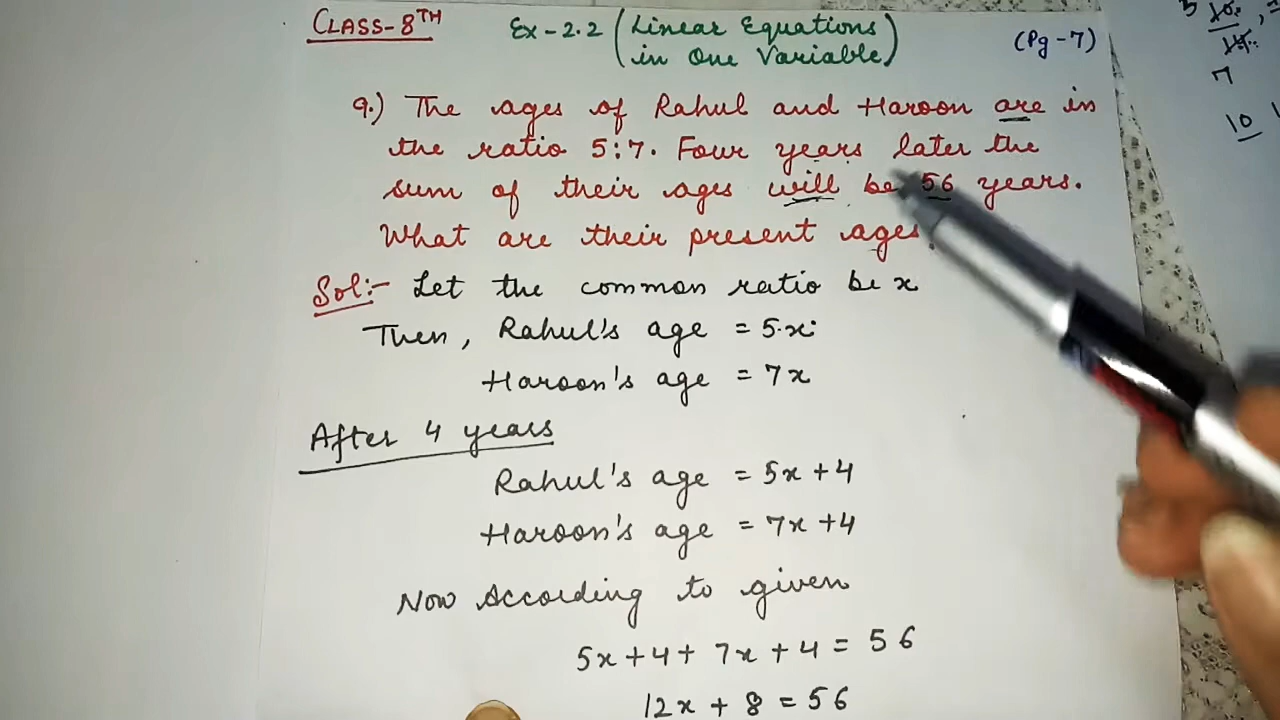 CLASS-8TH Ex-2.2 (Linear Equations in One Variable) (Pg-7)
9.) The ages of Rahul and Haroon are in
the ratio 5:7. Four years later the
sum of their ages will be 56 years.
What are their present ages
Sol:- Let the common ratio be x
Then, Rahul's age = 5x
Haroon's age = 7x
After 4 years
Rahul's age = 5x + 4
Haroon's age = 7x + 4
Now According to given
5x + 4 + 7x + 4 = 56
12x + 8 = 56
7
10